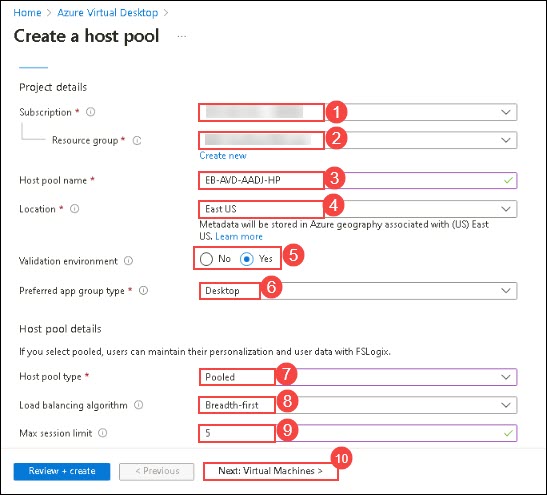 Home > Azure Virtual Desktop >
Create a host pool ...
Project details
Subscription * 1
Resource group * 2
Create new
Host pool name * EB-AVD-AADJ-HP 3
Location * East US 4
Metadata will be stored in Azure geography associated with (US) East
US. Learn more
Validation environment No Yes 5
Preferred app group type * Desktop 6
Host pool details
If you select pooled, users can maintain their personalization and user data with FSLogix.
Host pool type * Pooled 7
Load balancing algorithm Breadth-first 8
Max session limit 5 9
10
Review + create < Previous Next: Virtual Machines >